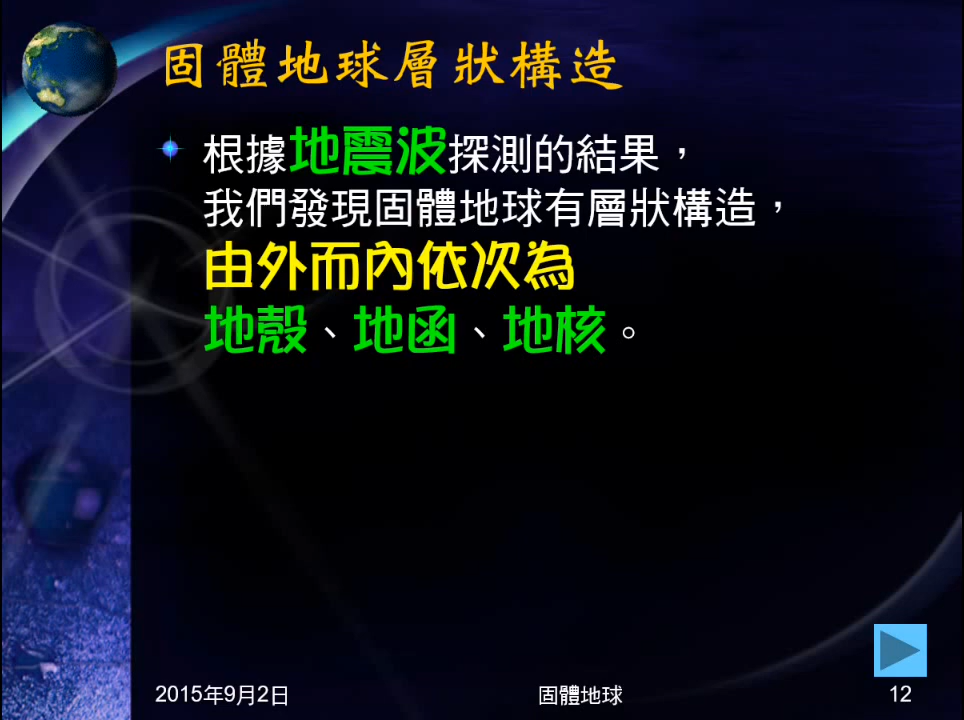 固體地球層狀構造
根據地震波探測的結果，
我們發現固體地球有層狀構造，
由外而內依次為
地殼、地函、地核。
2015年9月2日
固體地球
12